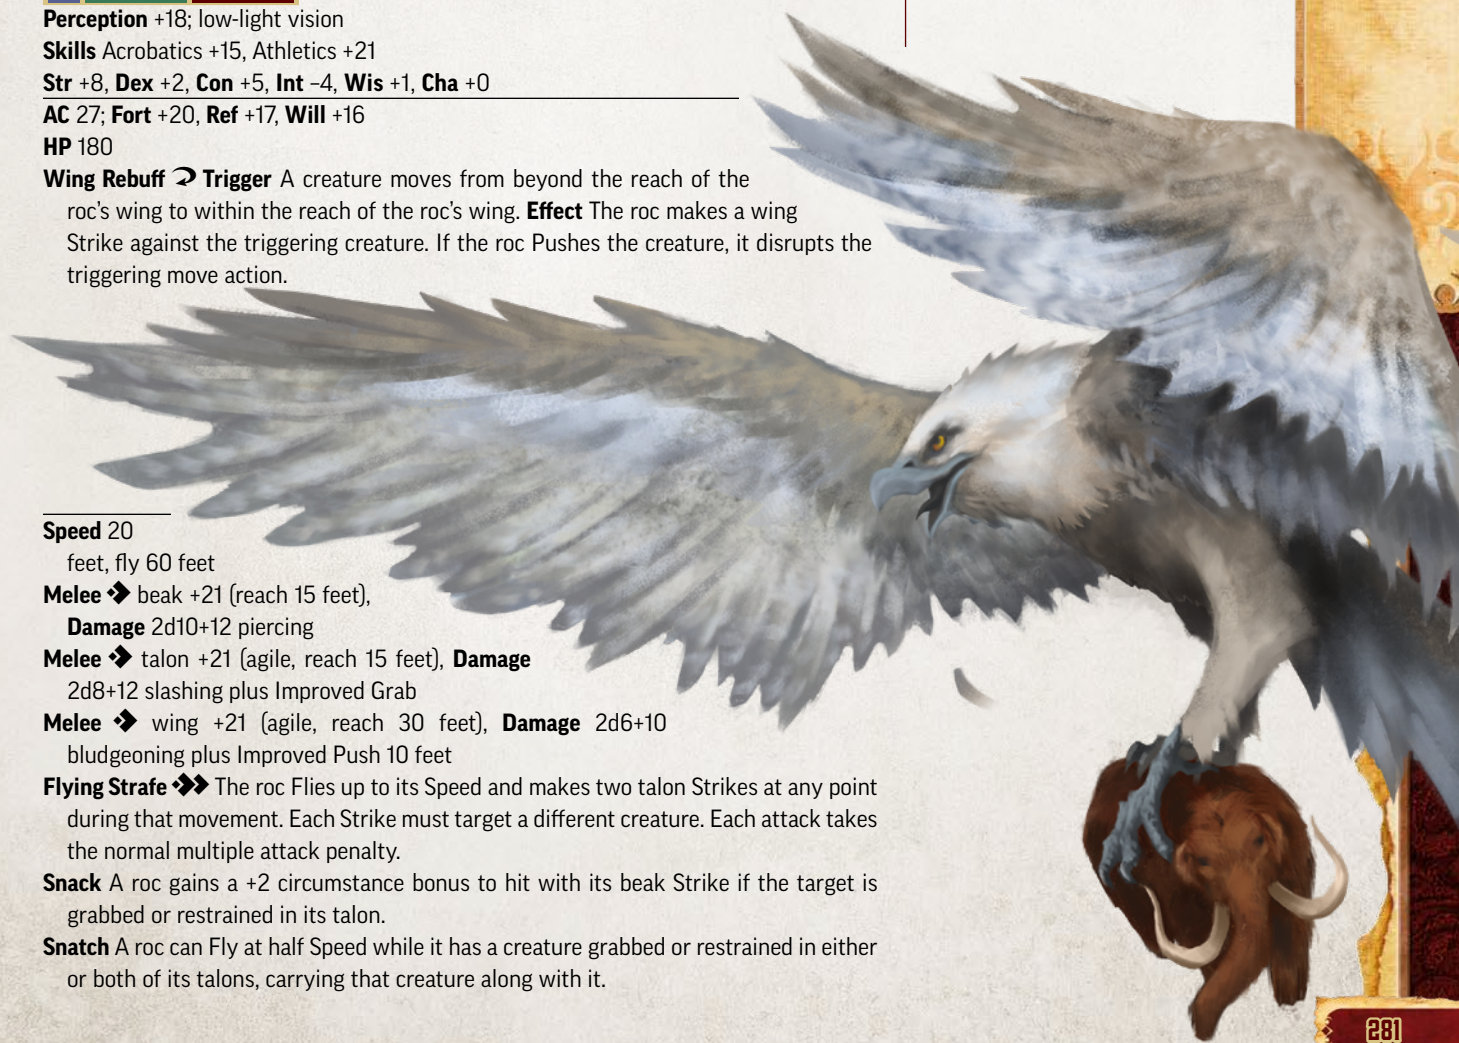 Perception +18; low-light vision
Skills Acrobatics +15, Athletics +21
Str +8, Dex +2, Con +5, Int –4, Wis +1, Cha +0
AC 27; Fort +20, Ref +17, Will +16
HP 180
Wing Rebuff Trigger A creature moves from beyond the reach of the
roc’s wing to within the reach of the roc’s wing. Effect The roc makes a wing
Strike against the triggering creature. If the roc Pushes the creature, it disrupts the
triggering move action.
Speed 20
feet, fly 60 feet
Melee beak +21 (reach 15 feet),
Damage 2d10+12 piercing
Melee talon +21 (agile, reach 15 feet), Damage
2d8+12 slashing plus Improved Grab
Melee wing +21 (agile, reach 30 feet), Damage 2d6+10
bludgeoning plus Improved Push 10 feet
Flying Strafe The roc Flies up to its Speed and makes two talon Strikes at any point
during that movement. Each Strike must target a different creature. Each attack takes
the normal multiple attack penalty.
Snack A roc gains a +2 circumstance bonus to hit with its beak Strike if the target is
grabbed or restrained in its talon.
Snatch A roc can Fly at half Speed while it has a creature grabbed or restrained in either
or both of its talons, carrying that creature along with it.
281